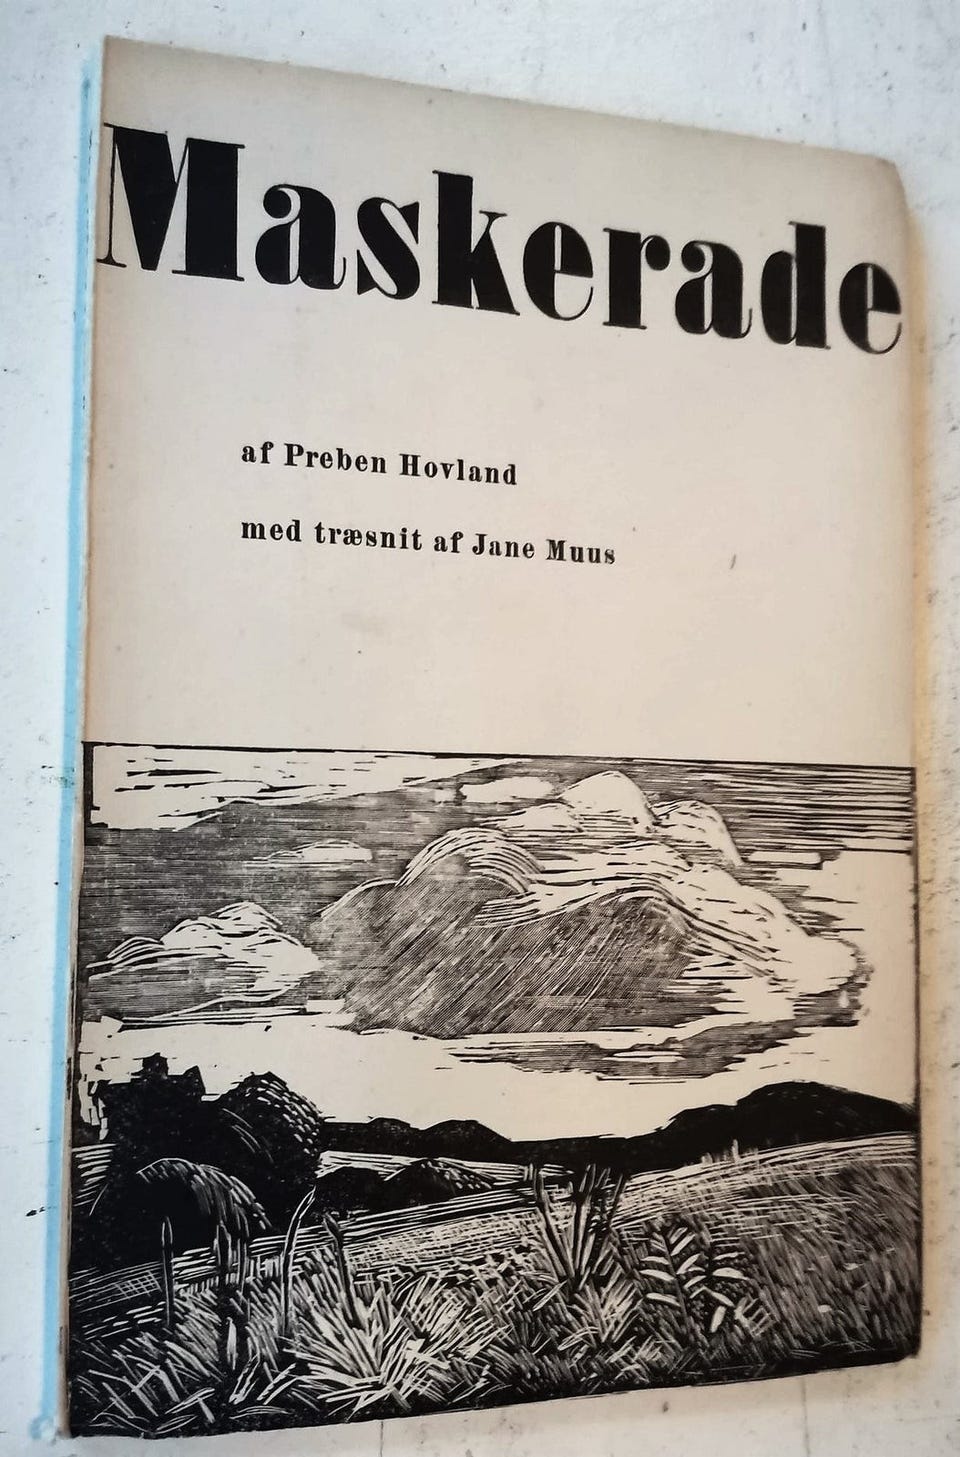 Maskerade
af Preben Hovland
med træsnit af Jane Muus